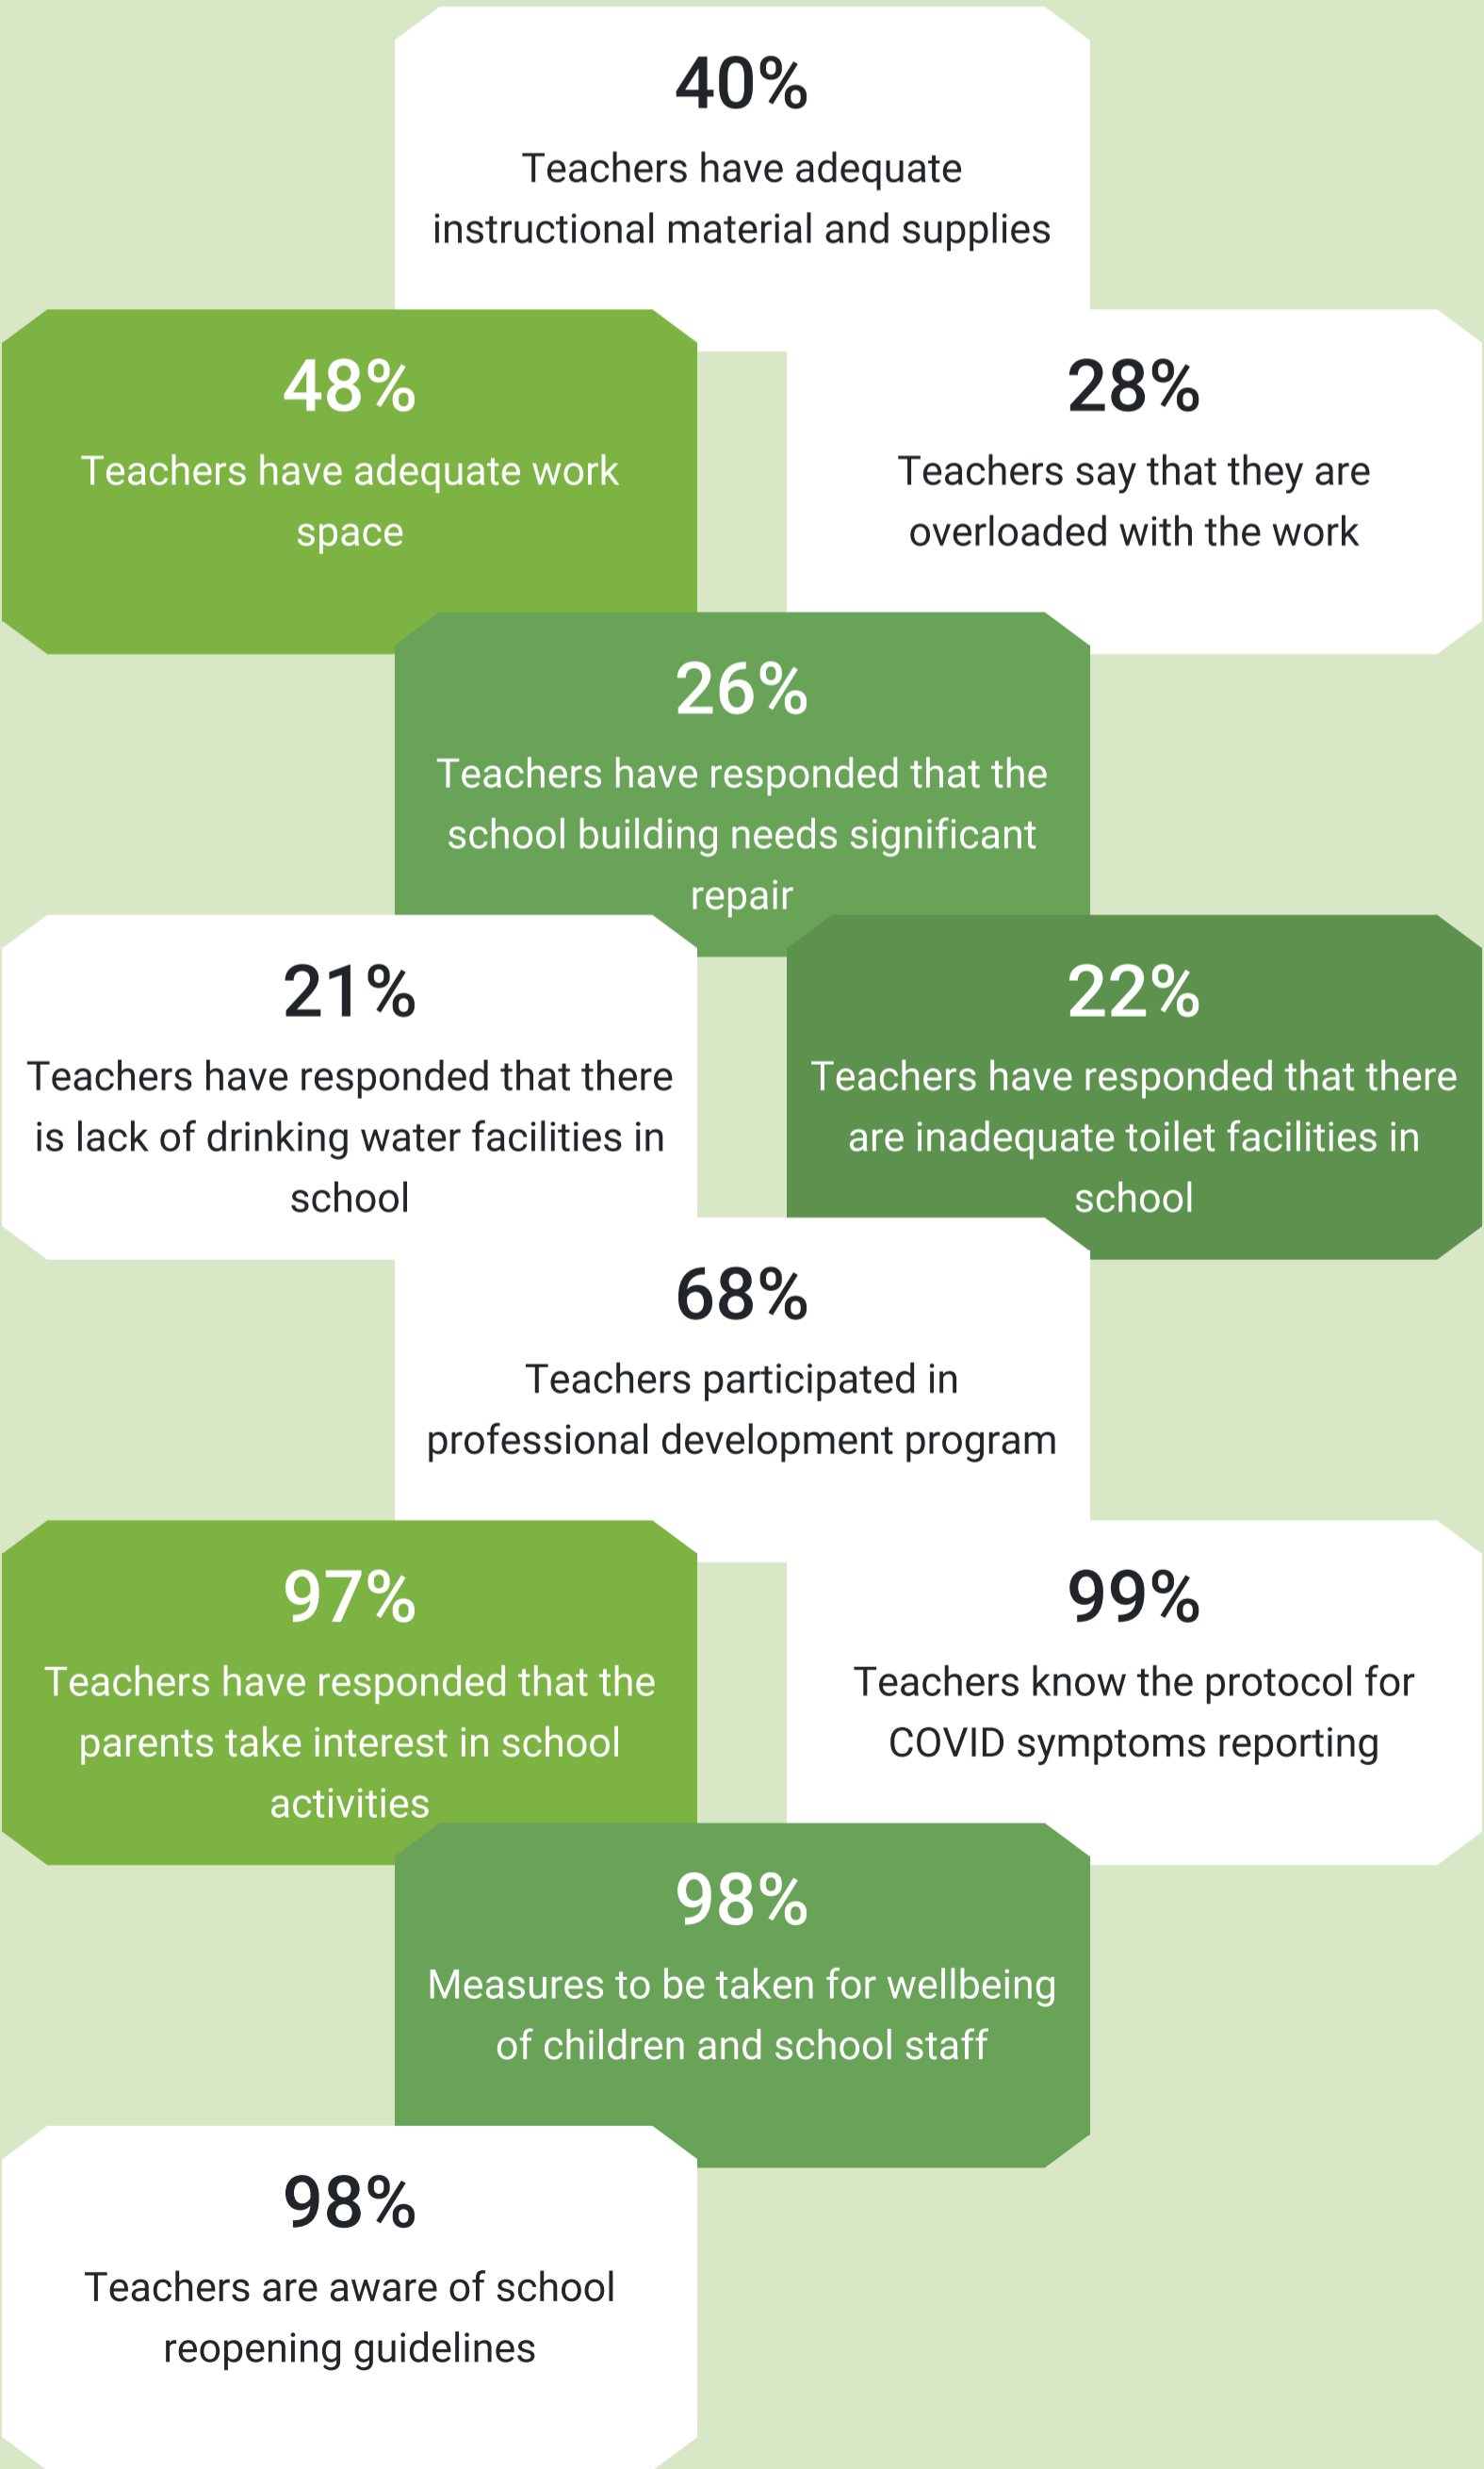 40%
Teachers have adequate
instructional material and supplies
48%
Teachers have adequate work
space
28%
Teachers say that they are
overloaded with the work
26%
Teachers have responded that the
school building needs significant
repair
21%
Teachers have responded that there
is lack of drinking water facilities in
school
22%
Teachers have responded that there
are inadequate toilet facilities in
school
68%
Teachers participated in
professional development program
97%
Teachers have responded that the
parents take interest in school
activities
99%
Teachers know the protocol for
COVID symptoms reporting
98%
Measures to be taken for wellbeing
of children and school staff
98%
Teachers are aware of school
reopening guidelines